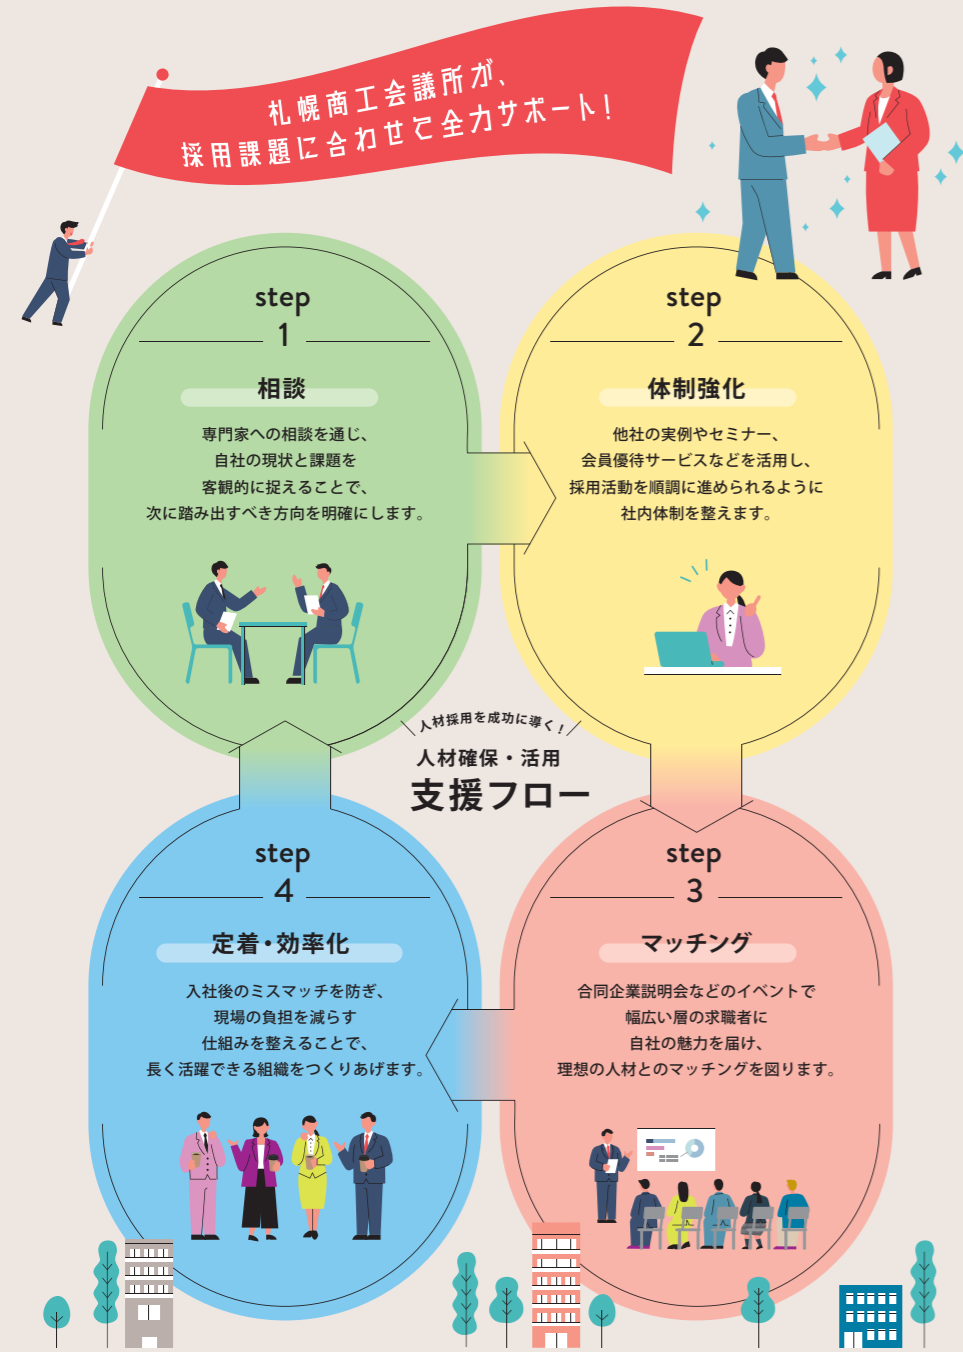 札幌商工会議所が、
採用課題に合わせて全力サポート!
step
1
相談
専門家への相談を通じ、
自社の現状と課題を
客観的に捉えることで、
次に踏み出すべき方向を明確にします。
step
2
体制強化
他社の実例やセミナー、
会員優待サービスなどを活用し、
採用活動を順調に進められるように
社内体制を整えます。
人材採用を成功に導く!
人材確保・活用
支援フロー
step
3
マッチング
合同企業説明会などのイベントで
幅広い層の求職者に
自社の魅力を届け、
理想の人材とのマッチングを図ります。
step
4
定着・効率化
入社後のミスマッチを防ぎ、
現場の負担を減らす
仕組みを整えることで、
長く活躍できる組織をつくりあげます。